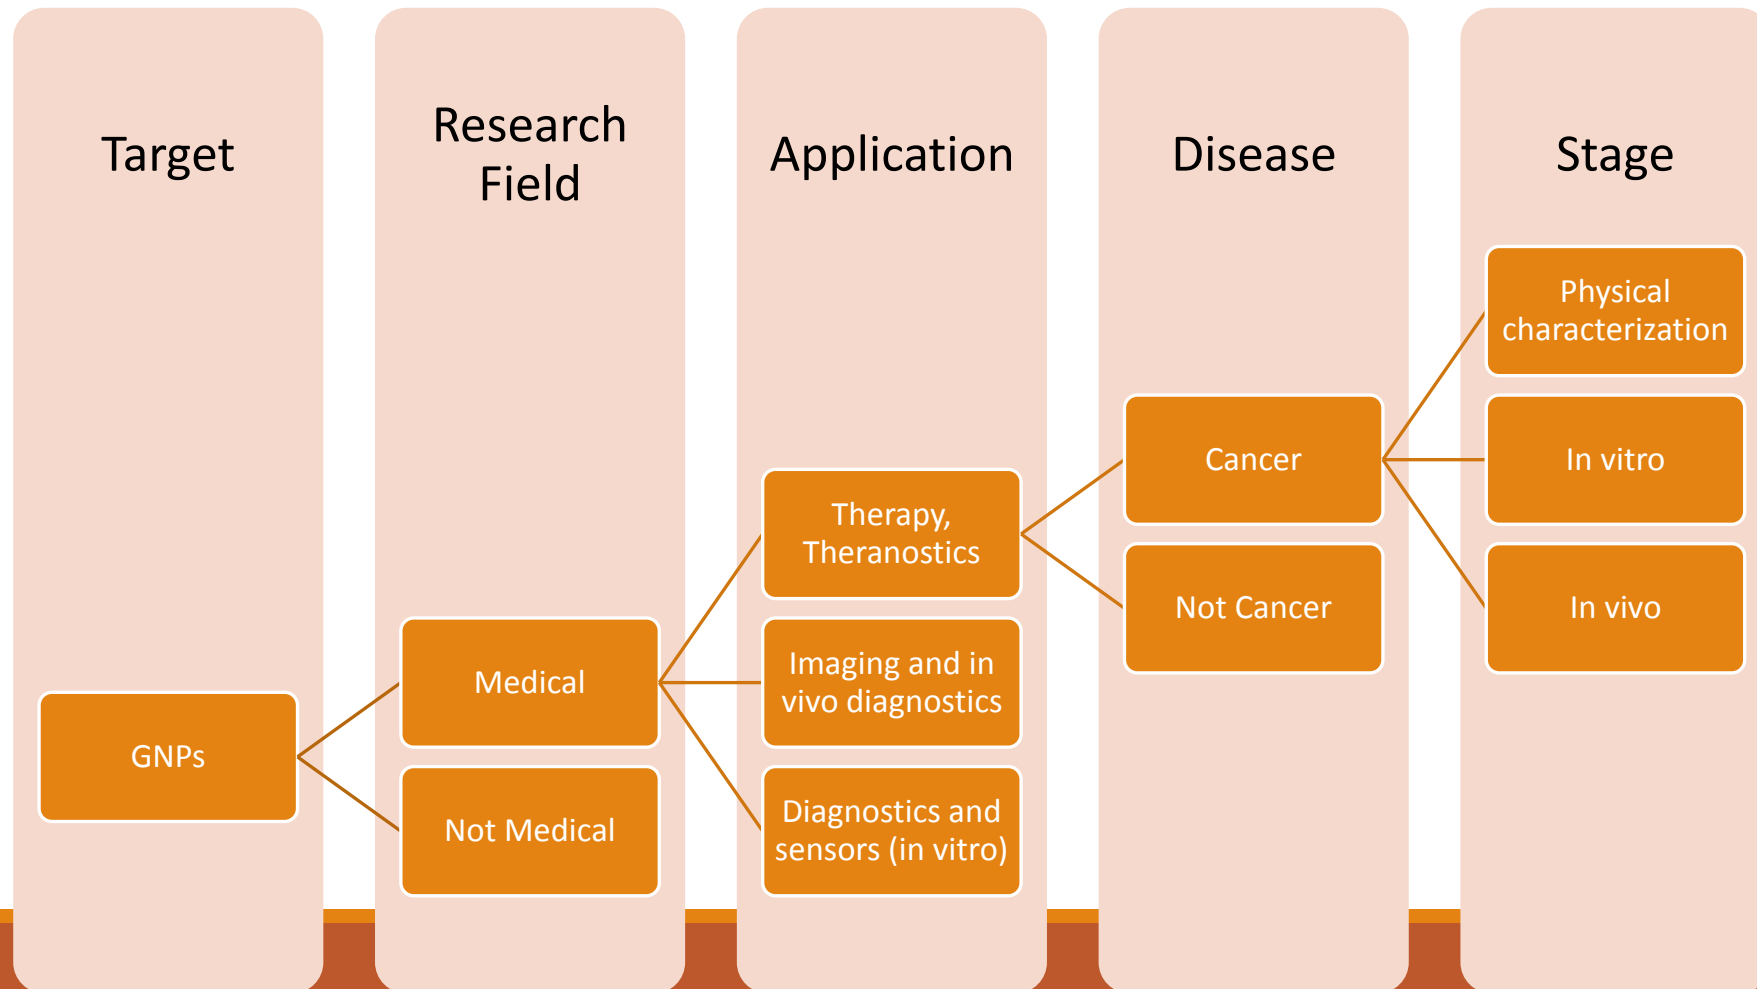 Target
Research
Field
Application
Disease
Stage
GNPs
Medical
Not Medical
Therapy,
Theranostics
Imaging and in
vivo diagnostics
Diagnostics and
sensors (in vitro)
Cancer
Not Cancer
Physical
characterization
In vitro
In vivo